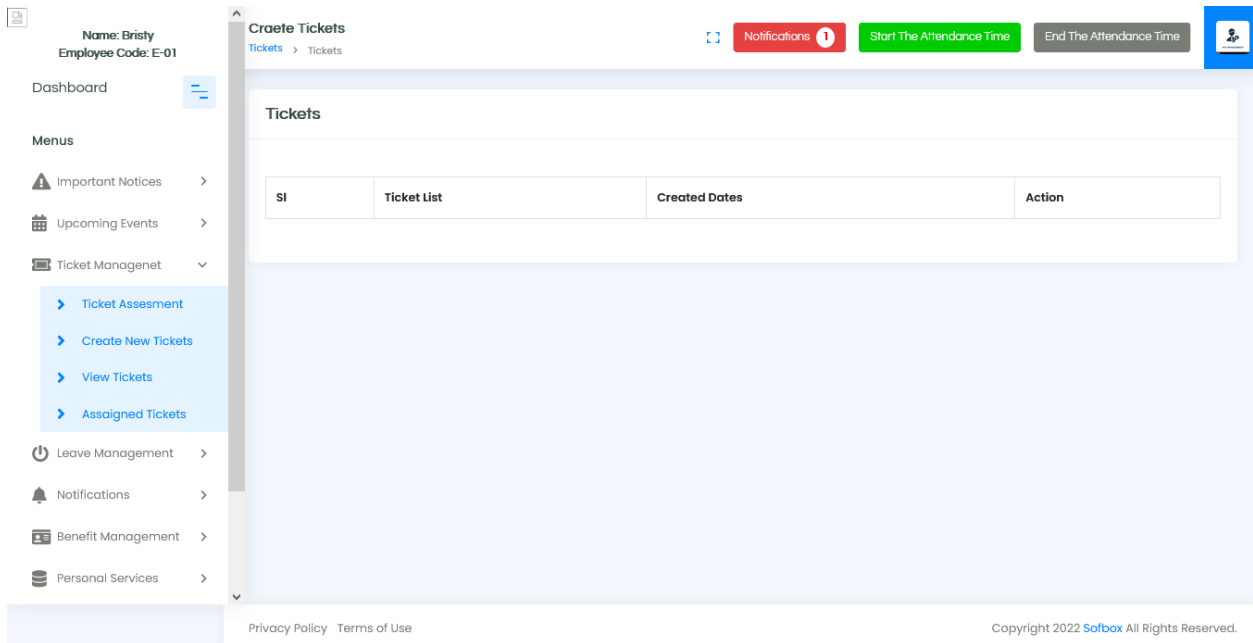 Name: Bristy
Employee Code: E-01
Dashboard
Menus
Important Notices
Upcoming Events
Ticket Managenet
Ticket Assesment
Create New Tickets
View Tickets
Assaigned Tickets
Leave Management
Notifications
Benefit Management
Personal Services
Craete Tickets
Tickets > Tickets
Notifications 1
Start The Attendance Time
End The Attendance Time
Tickets
Sl Ticket List Created Dates Action
Privacy Policy Terms of Use
Copyright 2022 Sofbox All Rights Reserved.